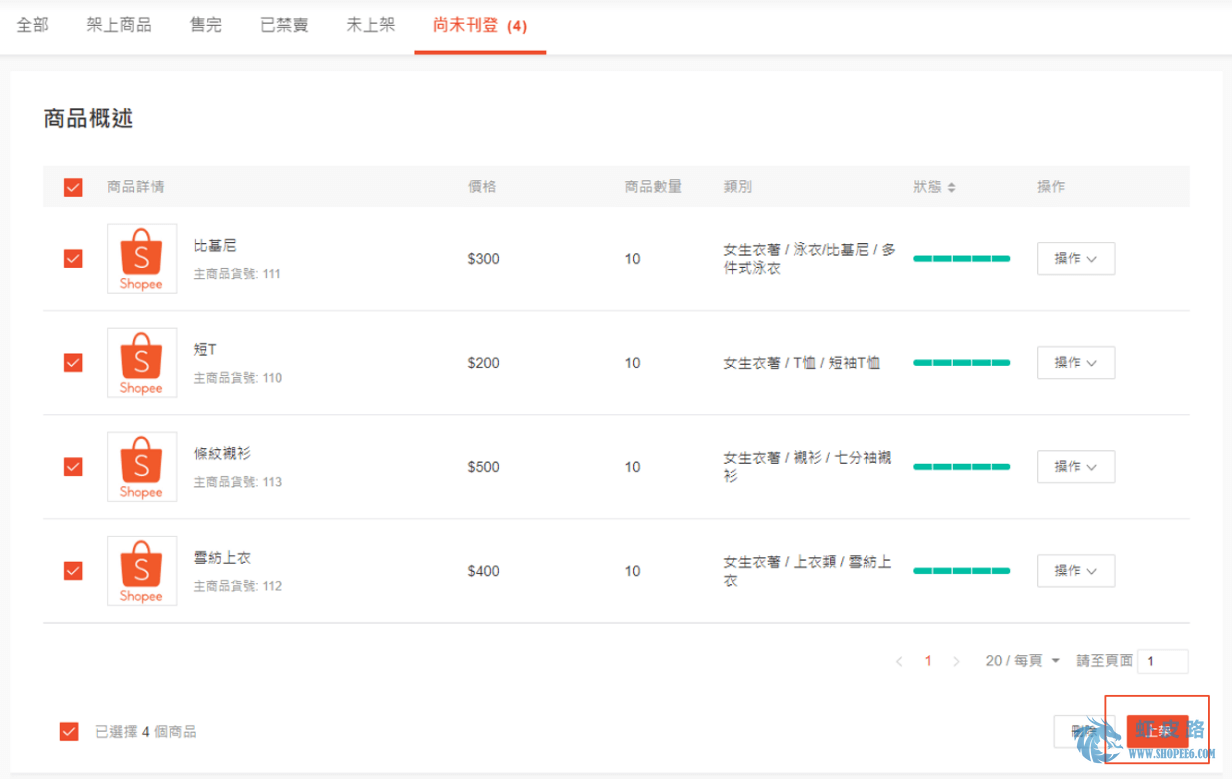 全部 架上商品 售完 已禁賣 未上架 尚未刊登 (4)
商品概述
商品詳情 價格 商品數量 類別 狀態 操作
Shopee
比基尼
主商品貨號: 111
$300
10
女生衣著 / 泳衣/比基尼 / 多
件式泳衣
操作
Shopee
短T
主商品貨號: 110
$200
10
女生衣著 / T恤 / 短袖T恤
操作
Shopee
條紋襯衫
主商品貨號: 113
$500
10
女生衣著 / 襯衫 / 七分袖襯
衫
操作
Shopee
雪紡上衣
主商品貨號: 112
$400
10
女生衣著 / 上衣類 / 雪紡上
衣
操作
1 20 / 每頁 請至頁面 1
已選擇 4 個商品
刪除
上架
虾皮路
WWW.SHOPEE6.COM